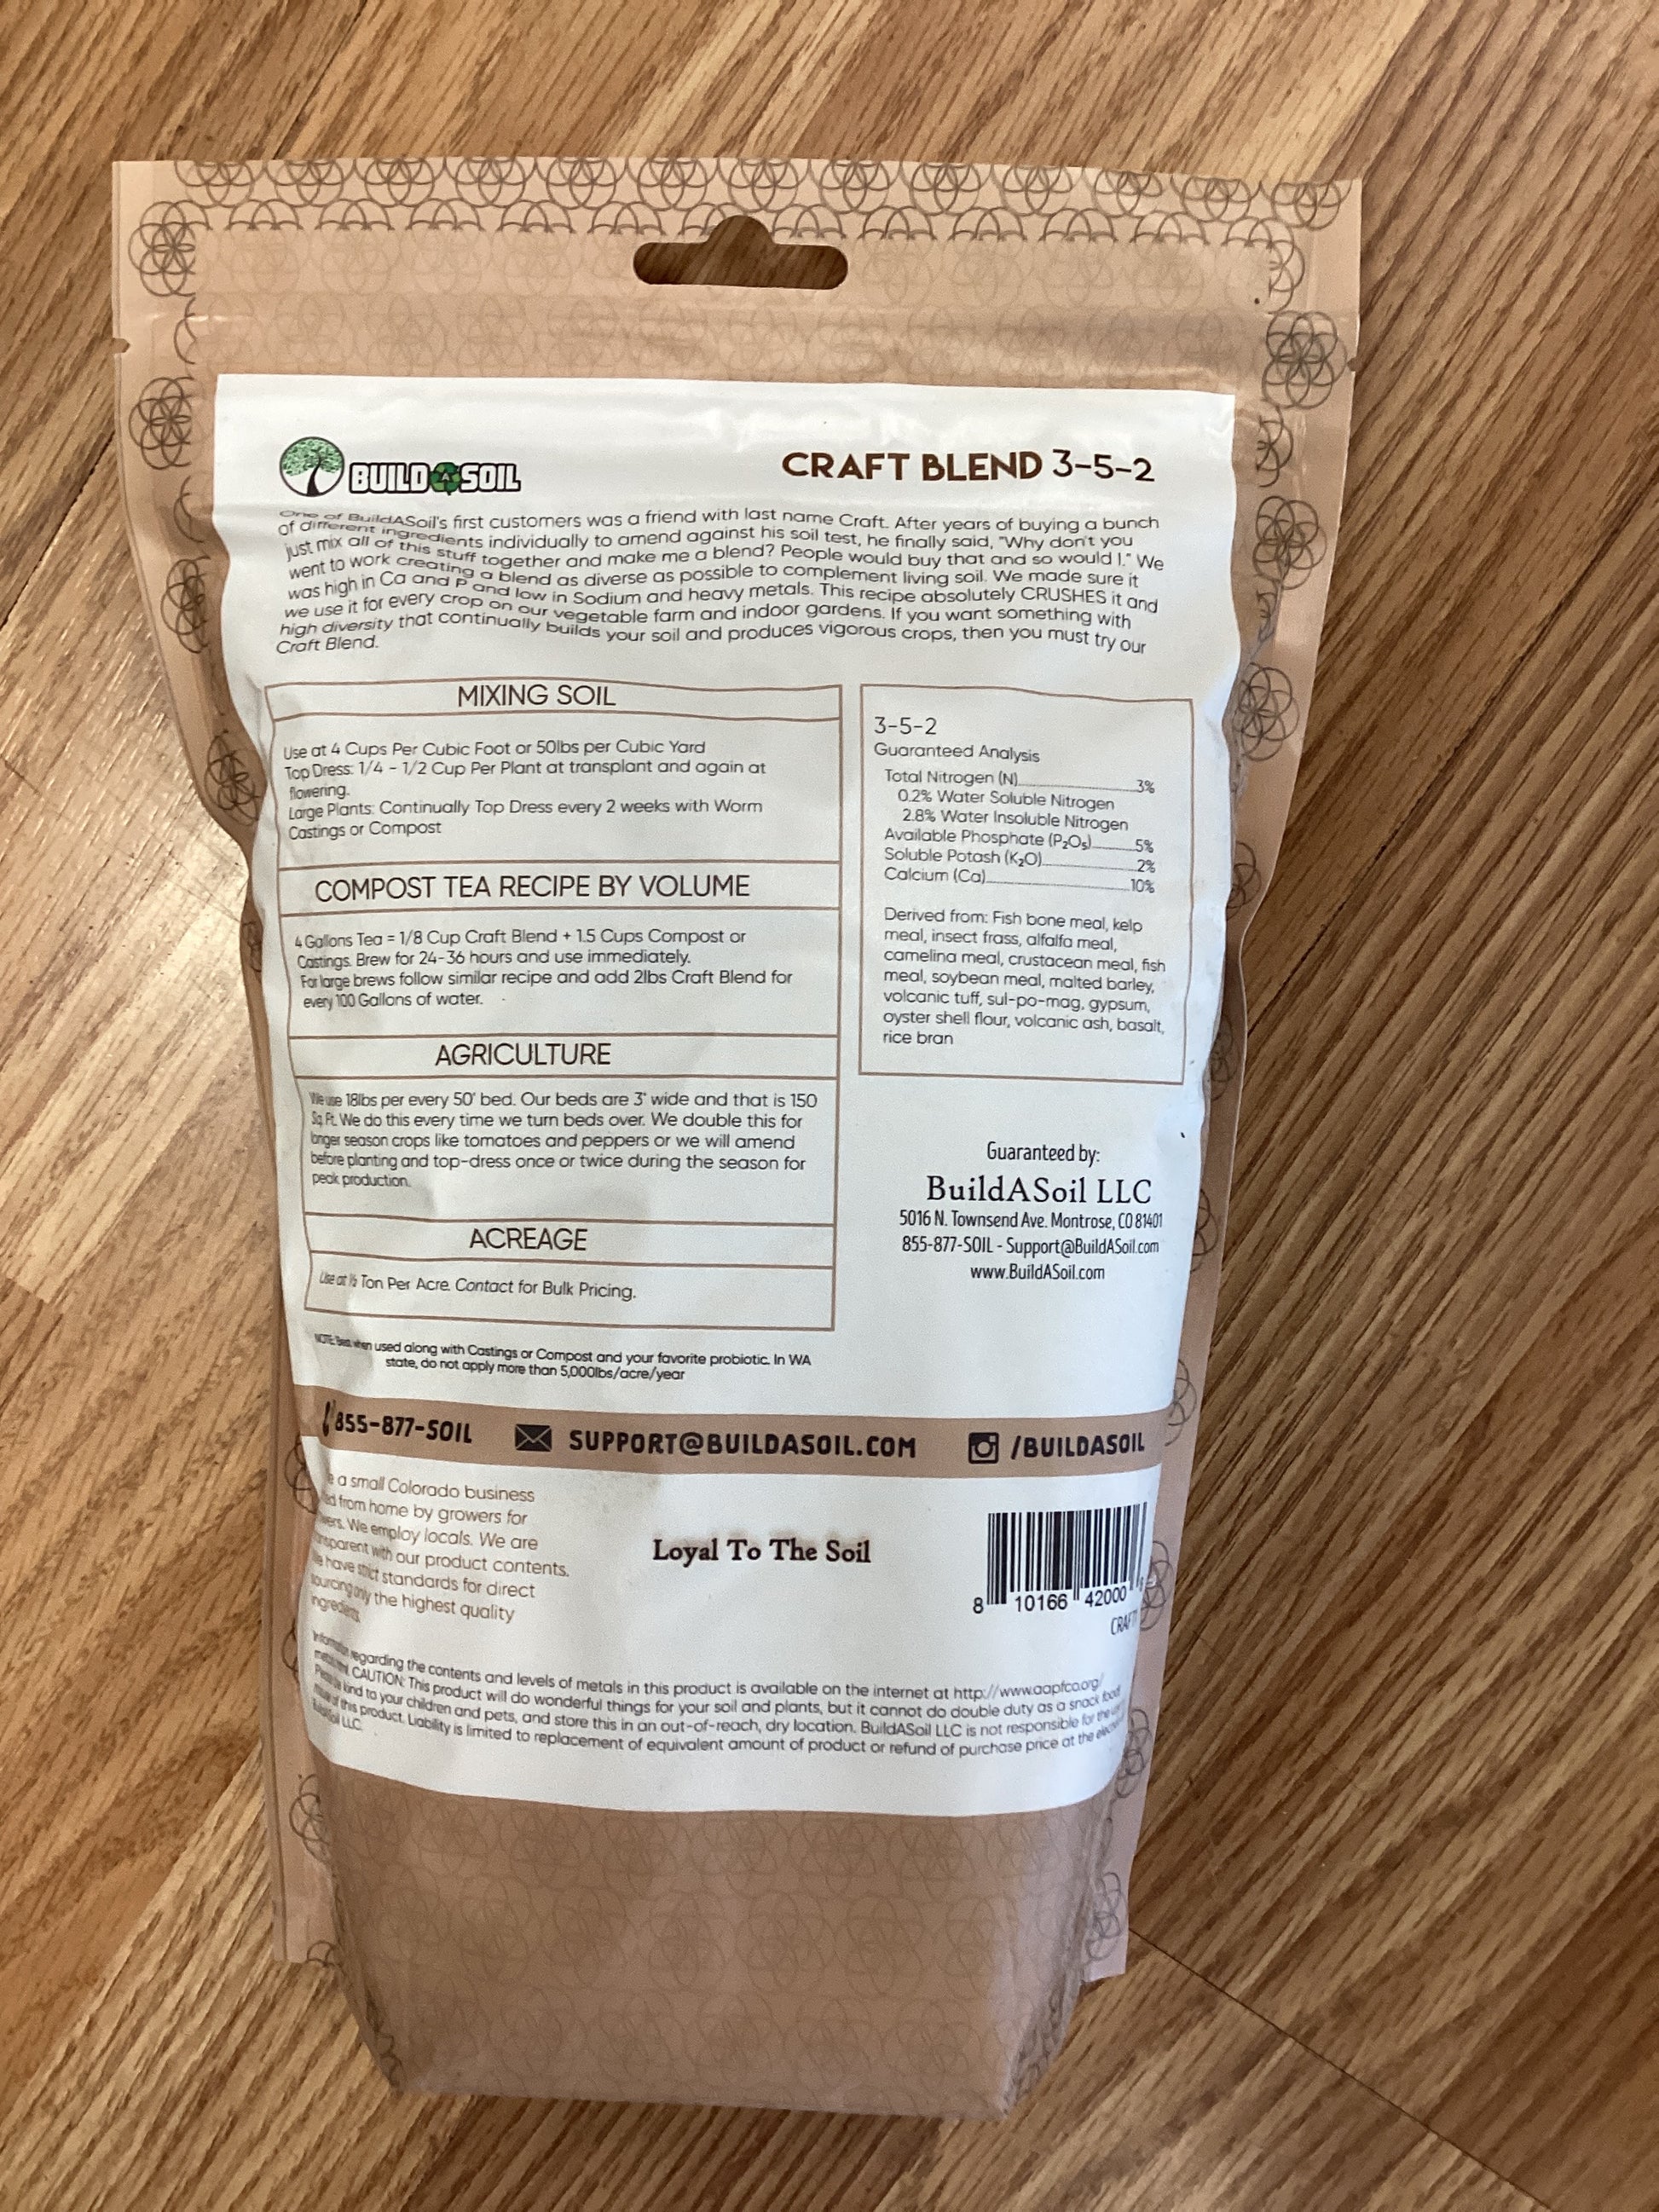 BUILD A SOIL
CRAFT BLEND 3-5-2
One of BuildASoil's first customers was a friend with last name Craft. After years of buying a bunch
of different ingredients individually to amend against his soil test, he finally said, "Why don't you
just mix all of this stuff together and make me a blend? People would buy that and so would I." We
went to work creating a blend as diverse as possible to complement living soil. We made sure it
was high in Ca and P and low in Sodium and heavy metals. This recipe absolutely CRUSHES it and
we use it for every crop on our vegetable farm and indoor gardens. If you want something with
high diversity that continually builds your soil and produces vigorous crops, then you must try our
Craft Blend.
MIXING SOIL
Use at 4 Cups Per Cubic Foot or 50lbs per Cubic Yard
Top Dress: 1/4 - 1/2 Cup Per Plant at transplant and again at
flowering.
Large Plants: Continually Top Dress every 2 weeks with Worm
Castings or Compost
COMPOST TEA RECIPE BY VOLUME
4 Gallons Tea = 1/8 Cup Craft Blend + 1.5 Cups Compost or
Castings. Brew for 24-36 hours and use immediately.
For large brews follow similar recipe and add 2lbs Craft Blend for
every 100 Gallons of water.
AGRICULTURE
We use 18lbs per every 50' bed. Our beds are 3' wide and that is 150
Sq. Ft. We do this every time we turn beds over. We double this for
longer season crops like tomatoes and peppers or we will amend
before planting and top-dress once or twice during the season for
peak production.
ACREAGE
Use at ½ Ton Per Acre. Contact for Bulk Pricing.
NOTE: Best when used along with Castings or Compost and your favorite probiotic. In WA
state, do not apply more than 5,000lbs/acre/year
3-5-2
Guaranteed Analysis
Total Nitrogen (N)..........3%
0.2% Water Soluble Nitrogen
2.8% Water Insoluble Nitrogen
Available Phosphate (P₂O₅)..........5%
Soluble Potash (K₂O)..........2%
Calcium (Ca)..........10%
Derived from: Fish bone meal, kelp
meal, insect frass, alfalfa meal,
camelina meal, crustacean meal, fish
meal, soybean meal, malted barley,
volcanic tuff, sul-po-mag, gypsum,
oyster shell flour, volcanic ash, basalt,
rice bran
Guaranteed by:
BuildASoil LLC
5016 N. Townsend Ave. Montrose, CO 81401
855-877-SOIL - Support@BuildASoil.com
www.BuildASoil.com
855-877-SOIL SUPPORT@BUILDASOIL.COM /BUILDASOIL
a small Colorado business
from home by growers for
We employ locals. We are
with our product contents.
have strict standards for direct
sourcing only the highest quality
ingredients.
Loyal To The Soil
8 10166 42000
CRAFT
Information regarding the contents and levels of metals in this product is available on the internet at http://www.aapfco.org/
CAUTION: This product will do wonderful things for your soil and plants, but it cannot do double duty as a snack food.
Please be kind to your children and pets, and store this in an out-of-reach, dry location. BuildASoil LLC is not responsible for the
of this product. Liability is limited to replacement of equivalent amount of product or refund of purchase price at the
LLC.